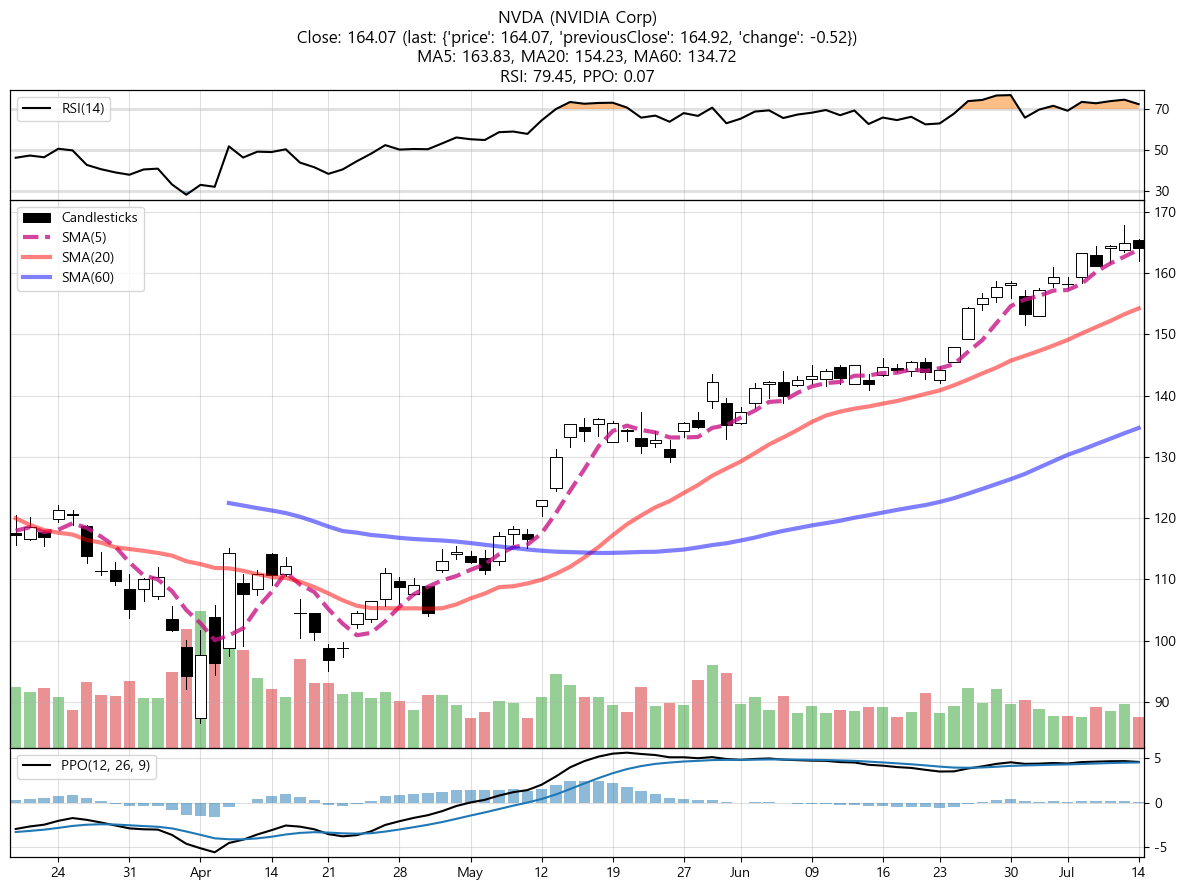 NVDA (NVIDIA Corp)
Close: 164.07 (last: {'price': 164.07, 'previousClose': 164.92, 'change': -0.52})
MA5: 163.83, MA20: 154.23, MA60: 134.72
RSI: 79.45, PPO: 0.07
RSI(14)
70
50
30
Candlesticks
SMA(5)
SMA(20)
SMA(60)
170
160
150
140
130
120
110
100
90
PPO(12, 26, 9)
5
0
-5
24 31 Apr 14 21 28 May 12 19 27 Jun 09 16 23 30 Jul 14